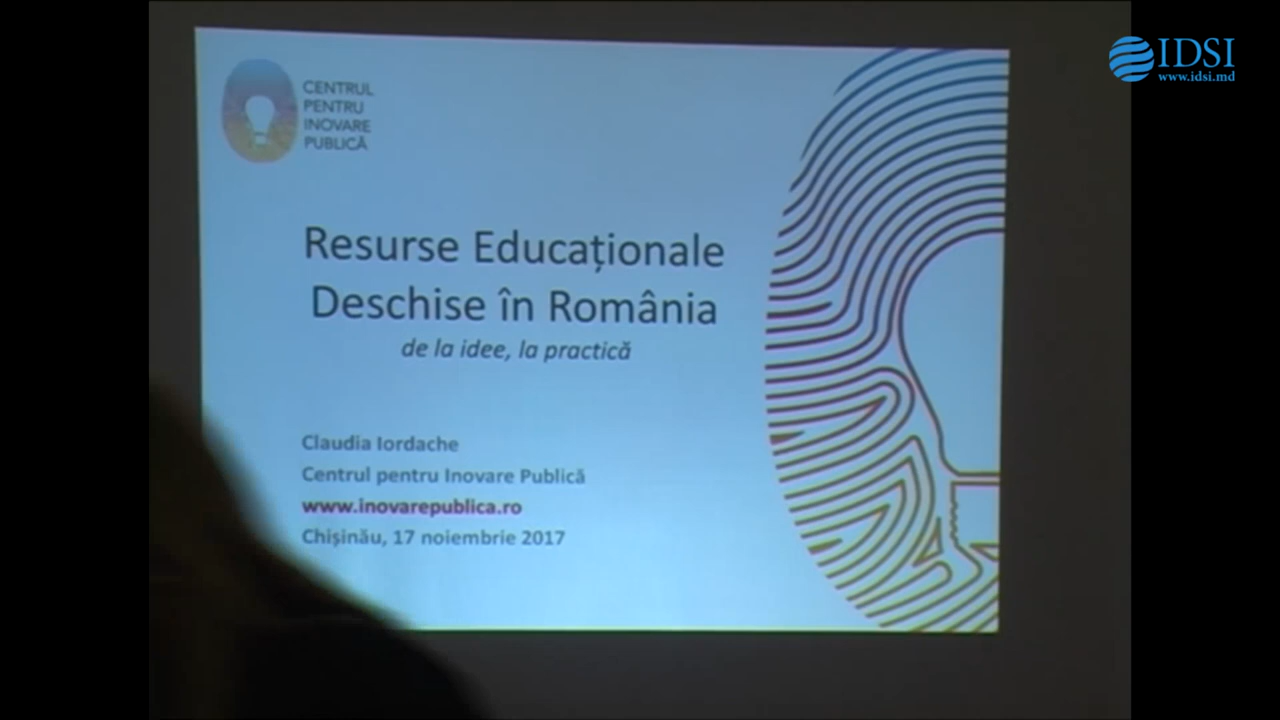 IDSI
www.idsi.md
CENTRUL
PENTRU
INOVARE
PUBLICĂ
Resurse Educaționale
Deschise în România
de la idee, la practică
Claudia Iordache
Centrul pentru Inovare Publică
www.inovarepublica.ro
Chișinău, 17 noiembrie 2017